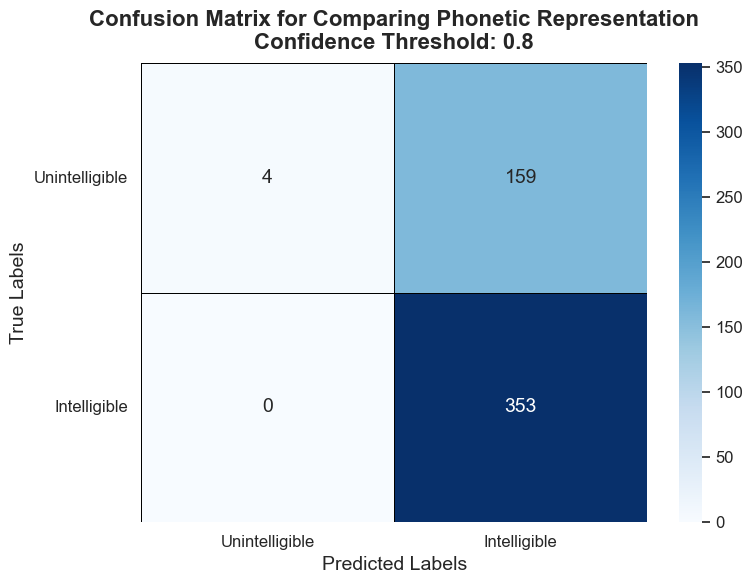 Confusion Matrix for Comparing Phonetic Representation
Confidence Threshold: 0.8
True Labels
Unintelligible
4
159
Intelligible
0
353
Unintelligible
Intelligible
Predicted Labels
350
300
250
200
150
100
50
0